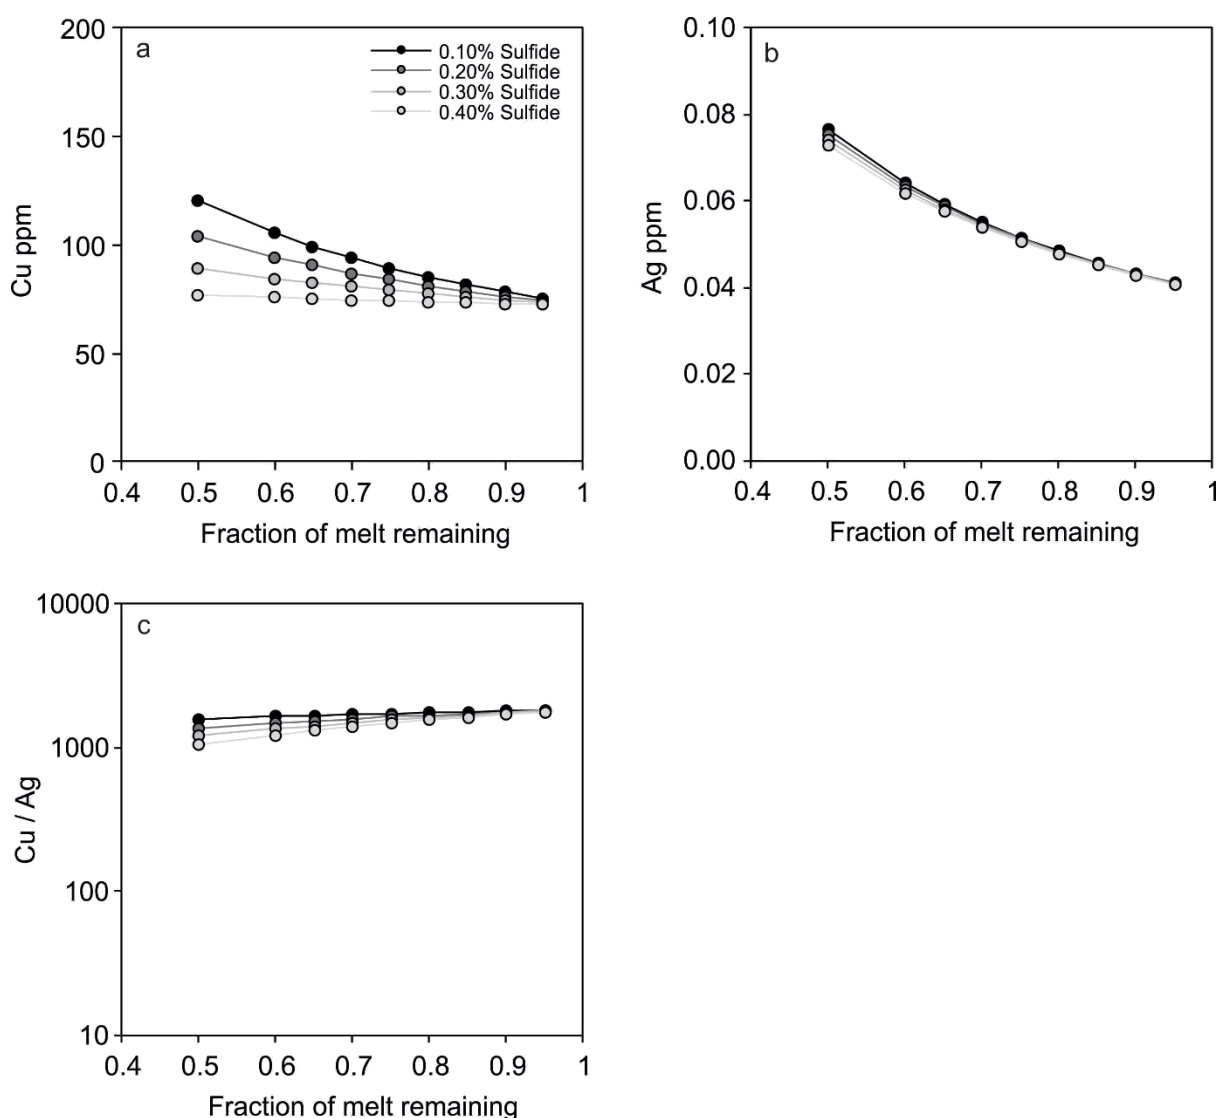 a
200
150
100
50
0
0.4 0.5 0.6 0.7 0.8 0.9 1
Cu ppm
Fraction of melt remaining
0.10% Sulfide
0.20% Sulfide
0.30% Sulfide
0.40% Sulfide
b
0.10
0.08
0.06
0.04
0.02
0.00
0.4 0.5 0.6 0.7 0.8 0.9 1
Ag ppm
Fraction of melt remaining
c
10000
1000
100
10
0.4 0.5 0.6 0.7 0.8 0.9 1
Cu / Ag
Fraction of melt remaining